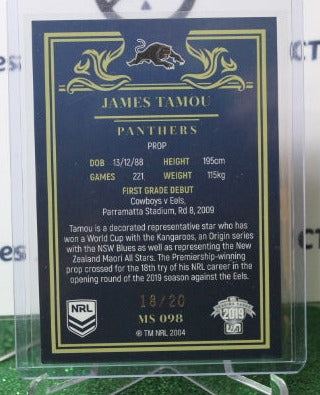 JAMES TAMOU
PANTHERS
PROP
DOB 13/12/88 HEIGHT 195cm
GAMES 221 WEIGHT 115kg
FIRST GRADE DEBUT
Cowboys v Eels,
Parramatta Stadium, Rd 8, 2009
Tamou is a decorated representative star who has
won a World Cup with the Kangaroos, an Origin series
with the NSW Blues as well as representing the New
Zealand Maori All Stars. The Premiership-winning
prop crossed for the 18th try of his NRL career in the
opening round of the 2019 season against the Eels.
18/20
NRL
MS 098
2019
® TM NRL 2004